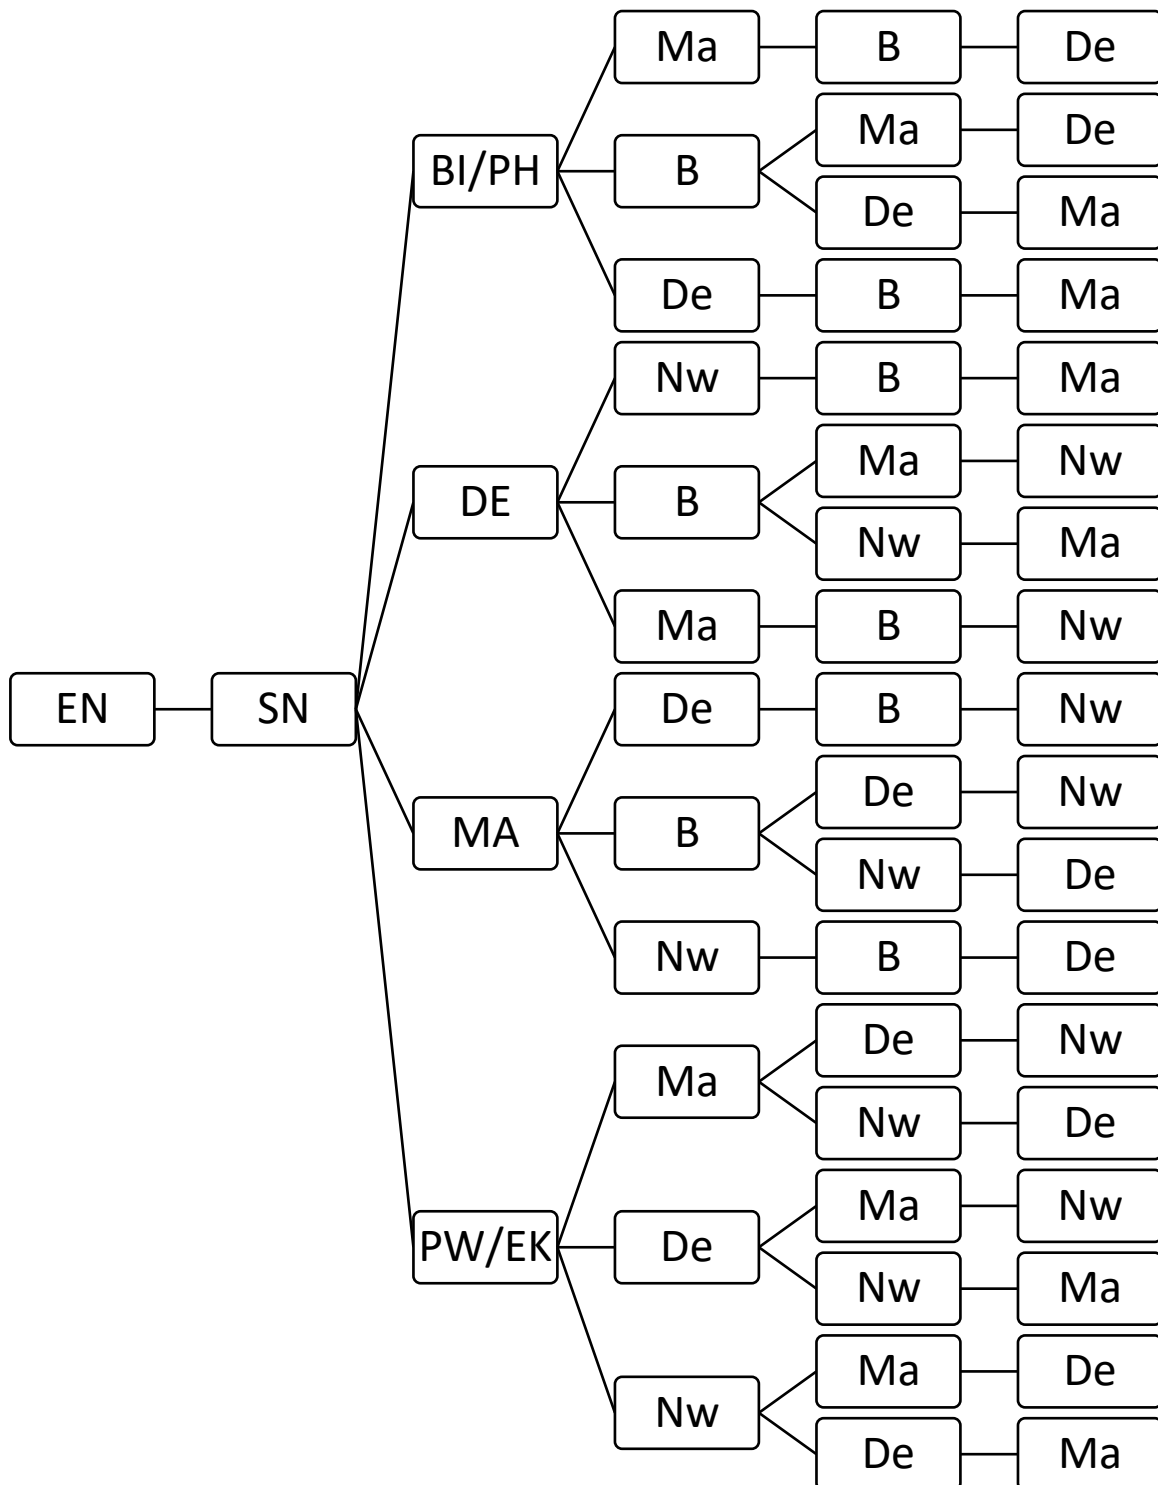 Ma B De
Ma De
BI/PH B
De Ma
De B Ma
Nw B Ma
Ma Nw
DE B
Nw Ma
Ma B Nw
EN SN De B Nw
De Nw
MA B
Nw De
Nw B De
De Nw
Ma
Nw De
Ma Nw
PW/EK De
Nw Ma
Ma De
Nw
De Ma